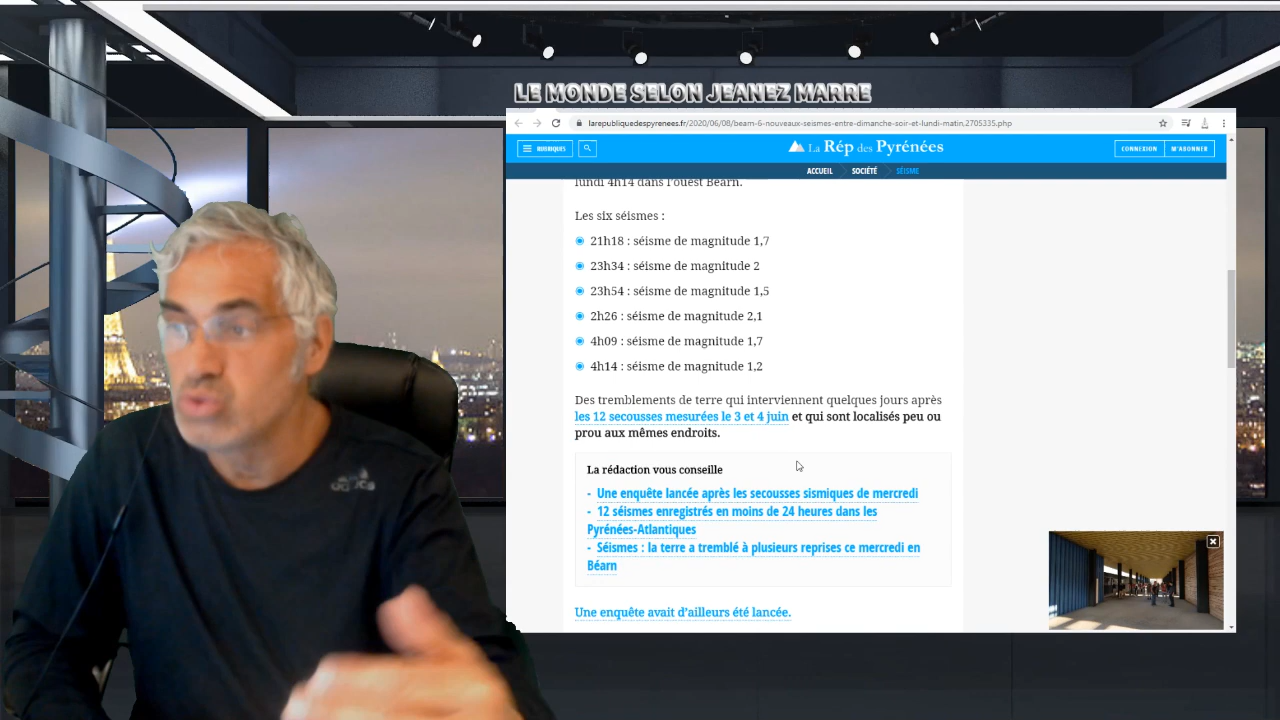 LE MONDE SELON JEANEZ MARRE
larepubliquedespyrenees.fr/2020/06/08/bearn-6-nouveaux-seismes-entre-dimanche-soir-et-lundi-matin,2705335.php
RUBRIQUES
La Rép des Pyrénées
CONNEXION
M'ABONNER
ACCUEIL
SOCIÉTÉ
SÉISME
lundi 4h14 dans l'ouest Béarn.
Les six séismes :
21h18 : séisme de magnitude 1,7
23h34 : séisme de magnitude 2
23h54 : séisme de magnitude 1,5
2h26 : séisme de magnitude 2,1
4h09 : séisme de magnitude 1,7
4h14 : séisme de magnitude 1,2
Des tremblements de terre qui interviennent quelques jours après
les 12 secousses mesurées le 3 et 4 juin et qui sont localisés peu ou
prou aux mêmes endroits.
La rédaction vous conseille
- Une enquête lancée après les secousses sismiques de mercredi
- 12 séismes enregistrés en moins de 24 heures dans les
Pyrénées-Atlantiques
- Séismes : la terre a tremblé à plusieurs reprises ce mercredi en
Béarn
Une enquête avait d'ailleurs été lancée.